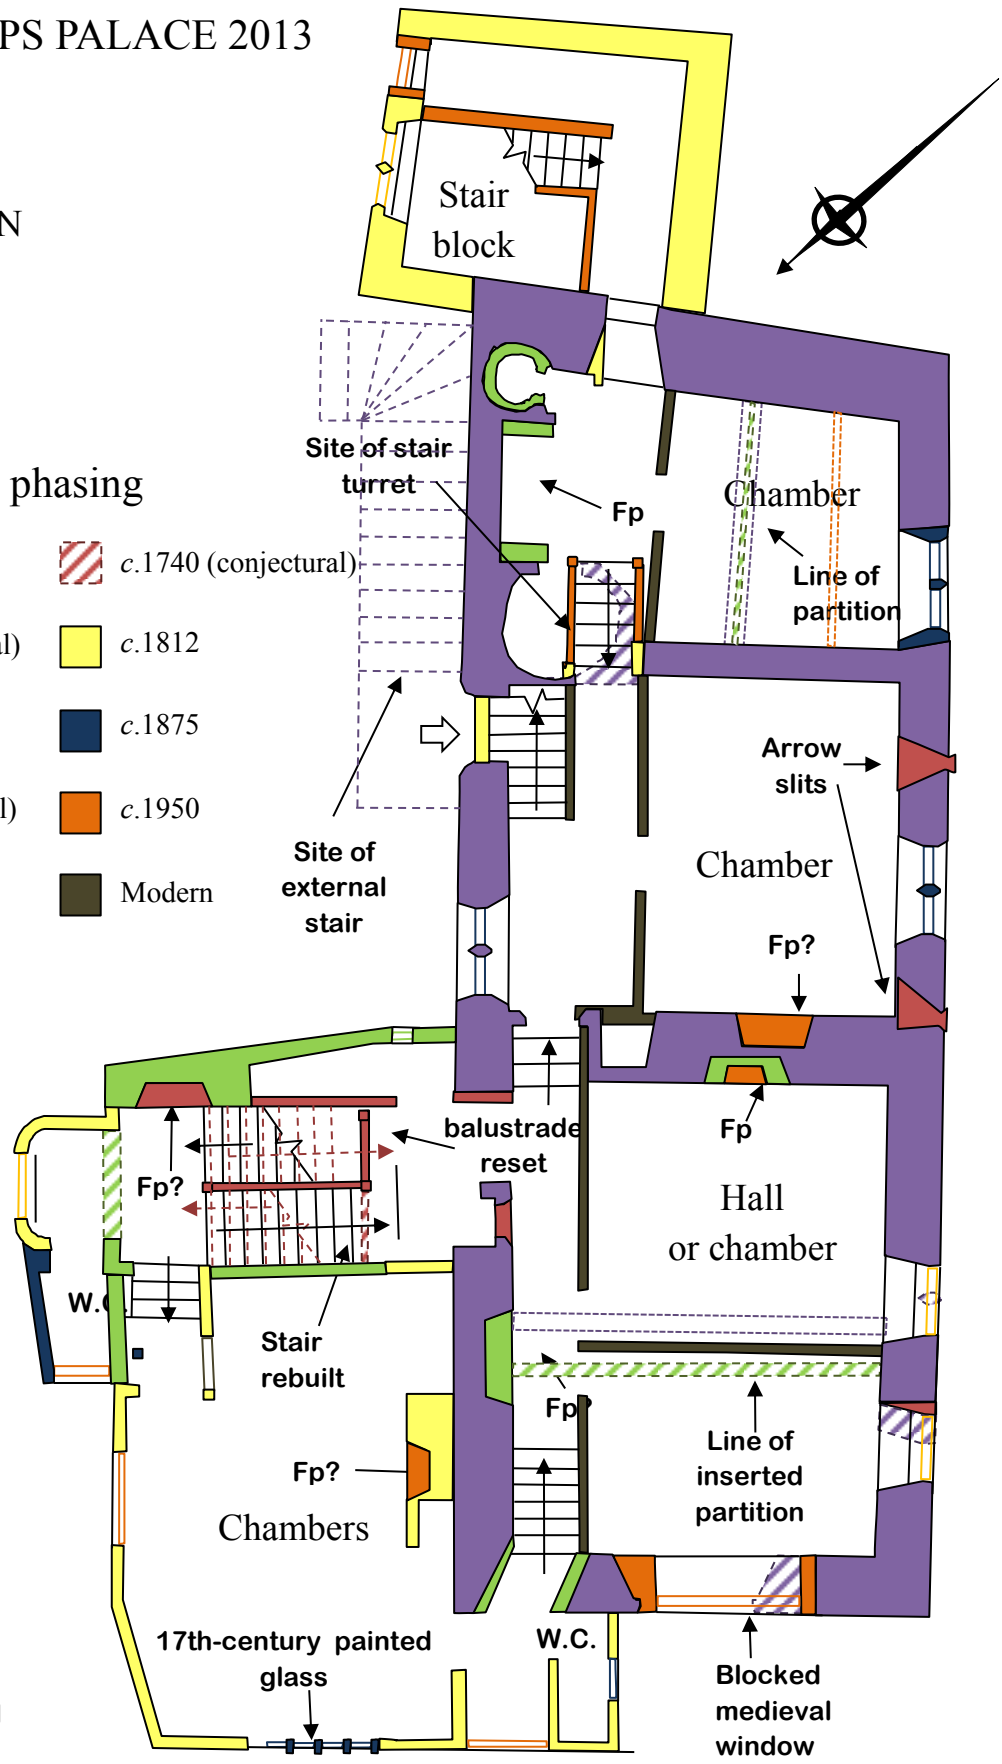 PS PALACE 2013
N
Stair
block
phasing
c.1740 (conjectural)
al)
c.1812
c.1875
l)
c.1950
Modern
Site of stair
turret
Fp
Chamber
Line of
partition
Arrow
slits
Site of
external
stair
Chamber
Fp?
balustrade
reset
Fp
Fp?
Hall
or chamber
W.C.
Stair
rebuilt
Fp?
Line of
inserted
partition
Fp?
Chambers
17th-century painted
glass
W.C.
Blocked
medieval
window